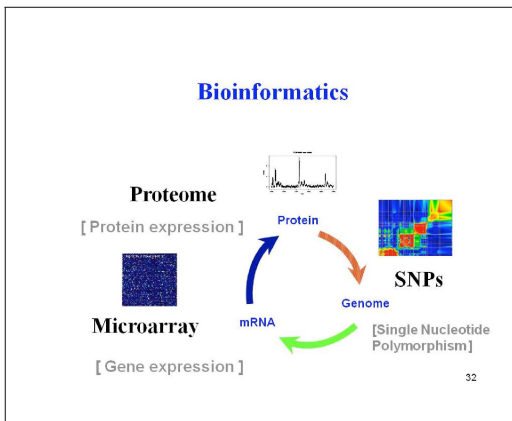 Bioinformatics
Proteome
[ Protein expression ]
Protein
SNPs
Genome
[Single Nucleotide
Polymorphism]
Microarray
mRNA
[ Gene expression ]
32